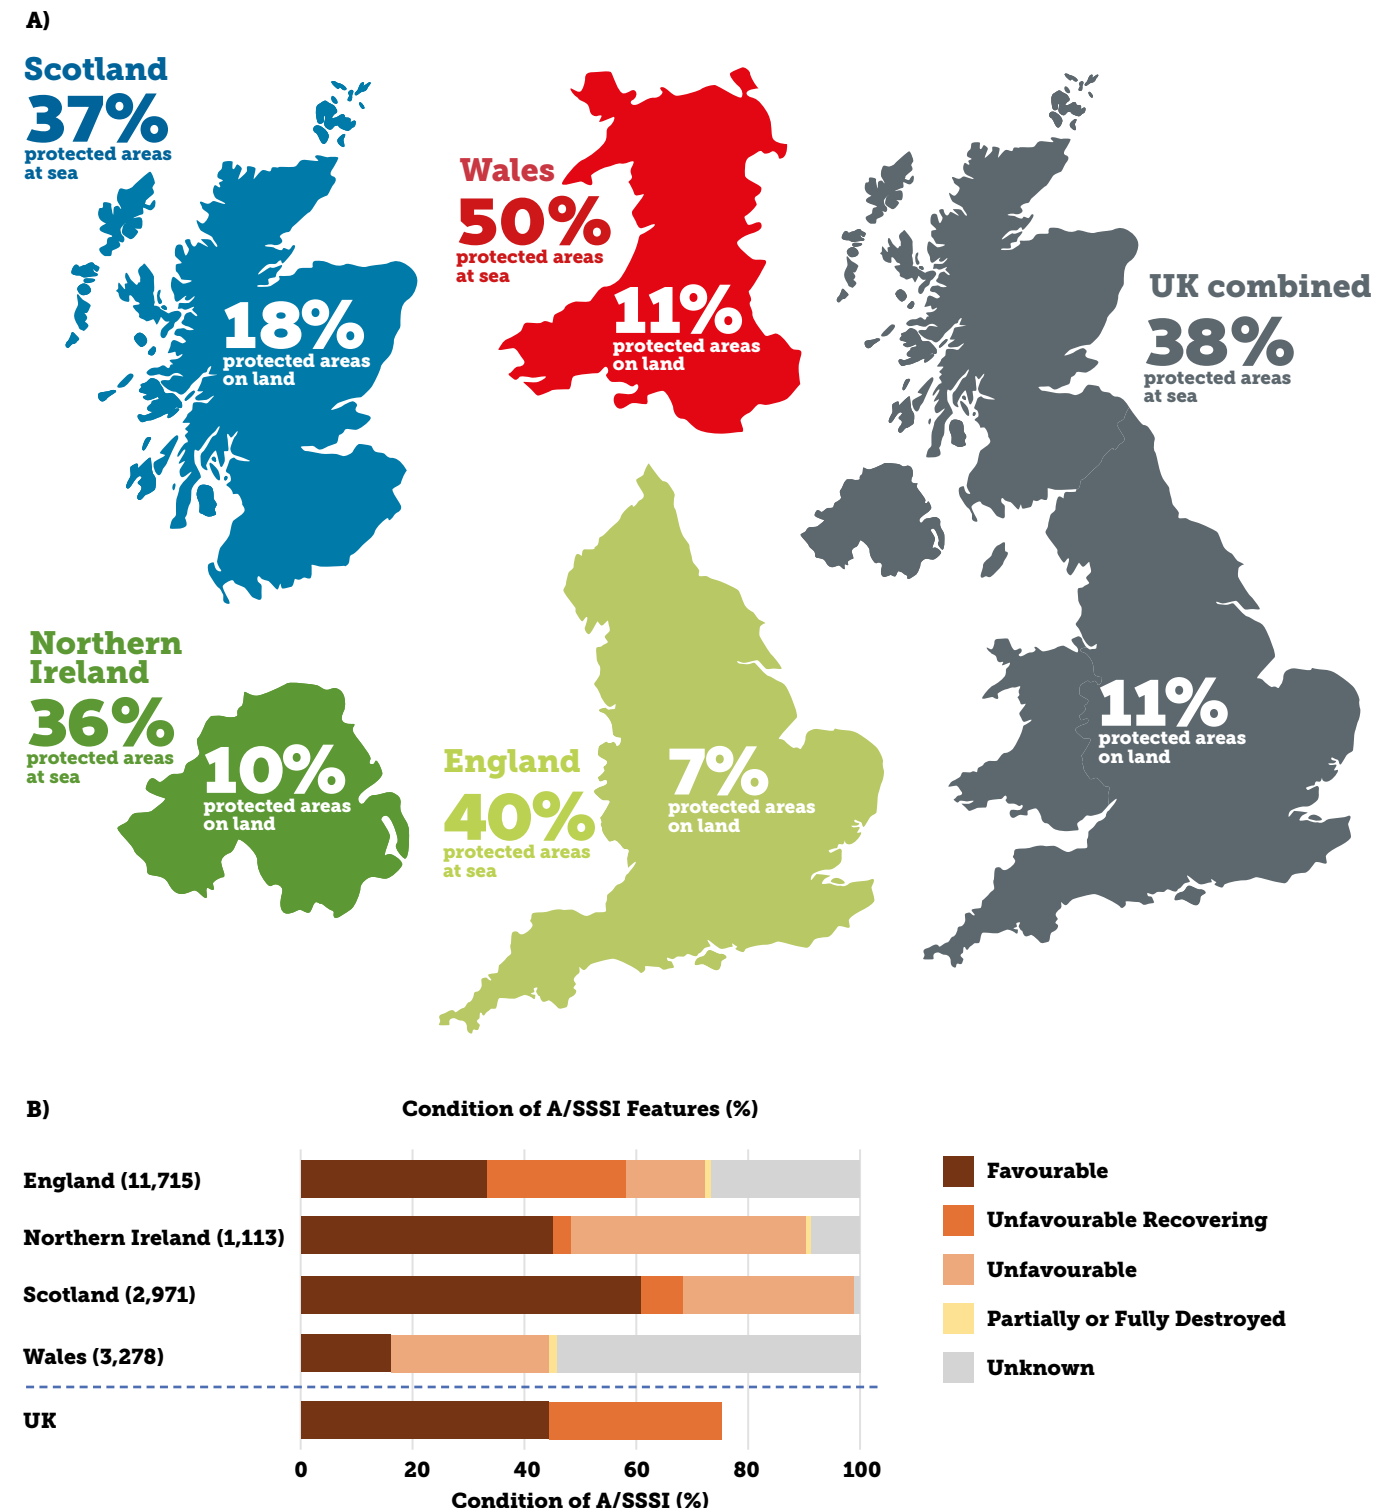 A)
Scotland
37%
protected areas
at sea
18%
protected areas
on land
Wales
50%
protected areas
at sea
11%
protected areas
on land
UK combined
38%
protected areas
at sea
11%
protected areas
on land
Northern
Ireland
36%
protected areas
at sea
10%
protected areas
on land
England
40%
protected areas
at sea
7%
protected areas
on land
B)
Condition of A/SSSI Features (%)
England (11,715)
Northern Ireland (1,113)
Scotland (2,971)
Wales (3,278)
UK
0 20 40 60 80 100
Condition of A/SSSI (%)
Favourable
Unfavourable Recovering
Unfavourable
Partially or Fully Destroyed
Unknown